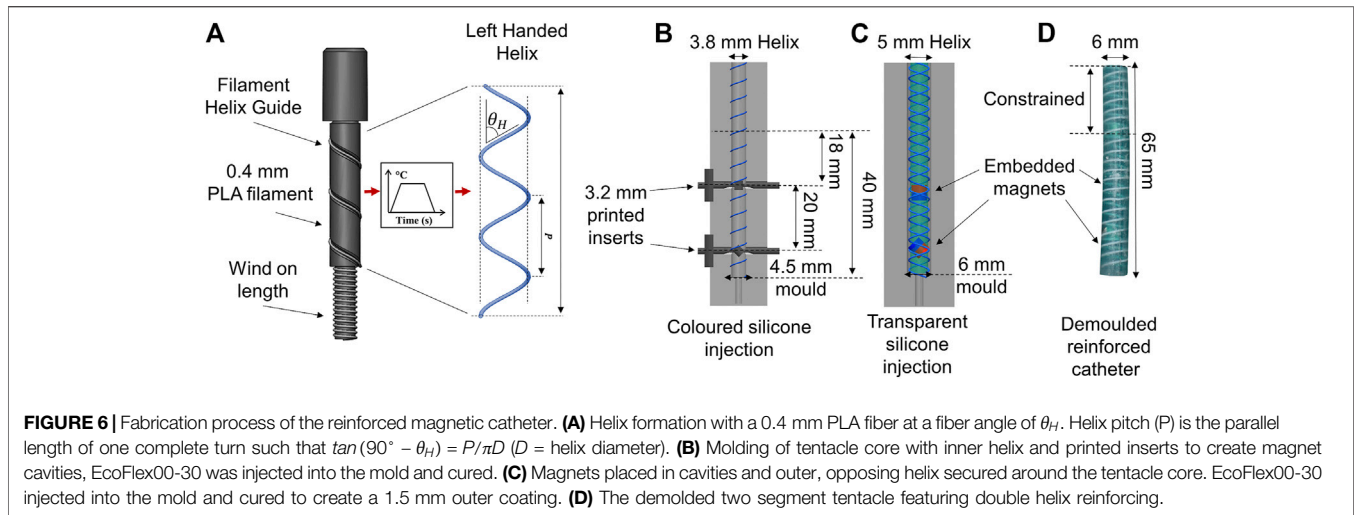 A
Left Handed
Helix
Filament
Helix Guide
0.4 mm
PLA filament
Wind on
length
°C
Time (s)
θH
P
B
3.8 mm Helix
3.2 mm
printed
inserts
18 mm
20 mm
40 mm
4.5 mm
mould
Coloured silicone
injection
C
5 mm Helix
6 mm
mould
Transparent
silicone
injection
D
6 mm
Constrained
Embedded
magnets
65 mm
Demoulded
reinforced
catheter
FIGURE 6 | Fabrication process of the reinforced magnetic catheter. (A) Helix formation with a 0.4 mm PLA fiber at a fiber angle of θH. Helix pitch (P) is the parallel
length of one complete turn such that tan(90° − θH) = P/πD (D = helix diameter). (B) Molding of tentacle core with inner helix and printed inserts to create magnet
cavities, EcoFlex00-30 was injected into the mold and cured. (C) Magnets placed in cavities and outer, opposing helix secured around the tentacle core. EcoFlex00-30
injected into the mold and cured to create a 1.5 mm outer coating. (D) The demolded two segment tentacle featuring double helix reinforcing.